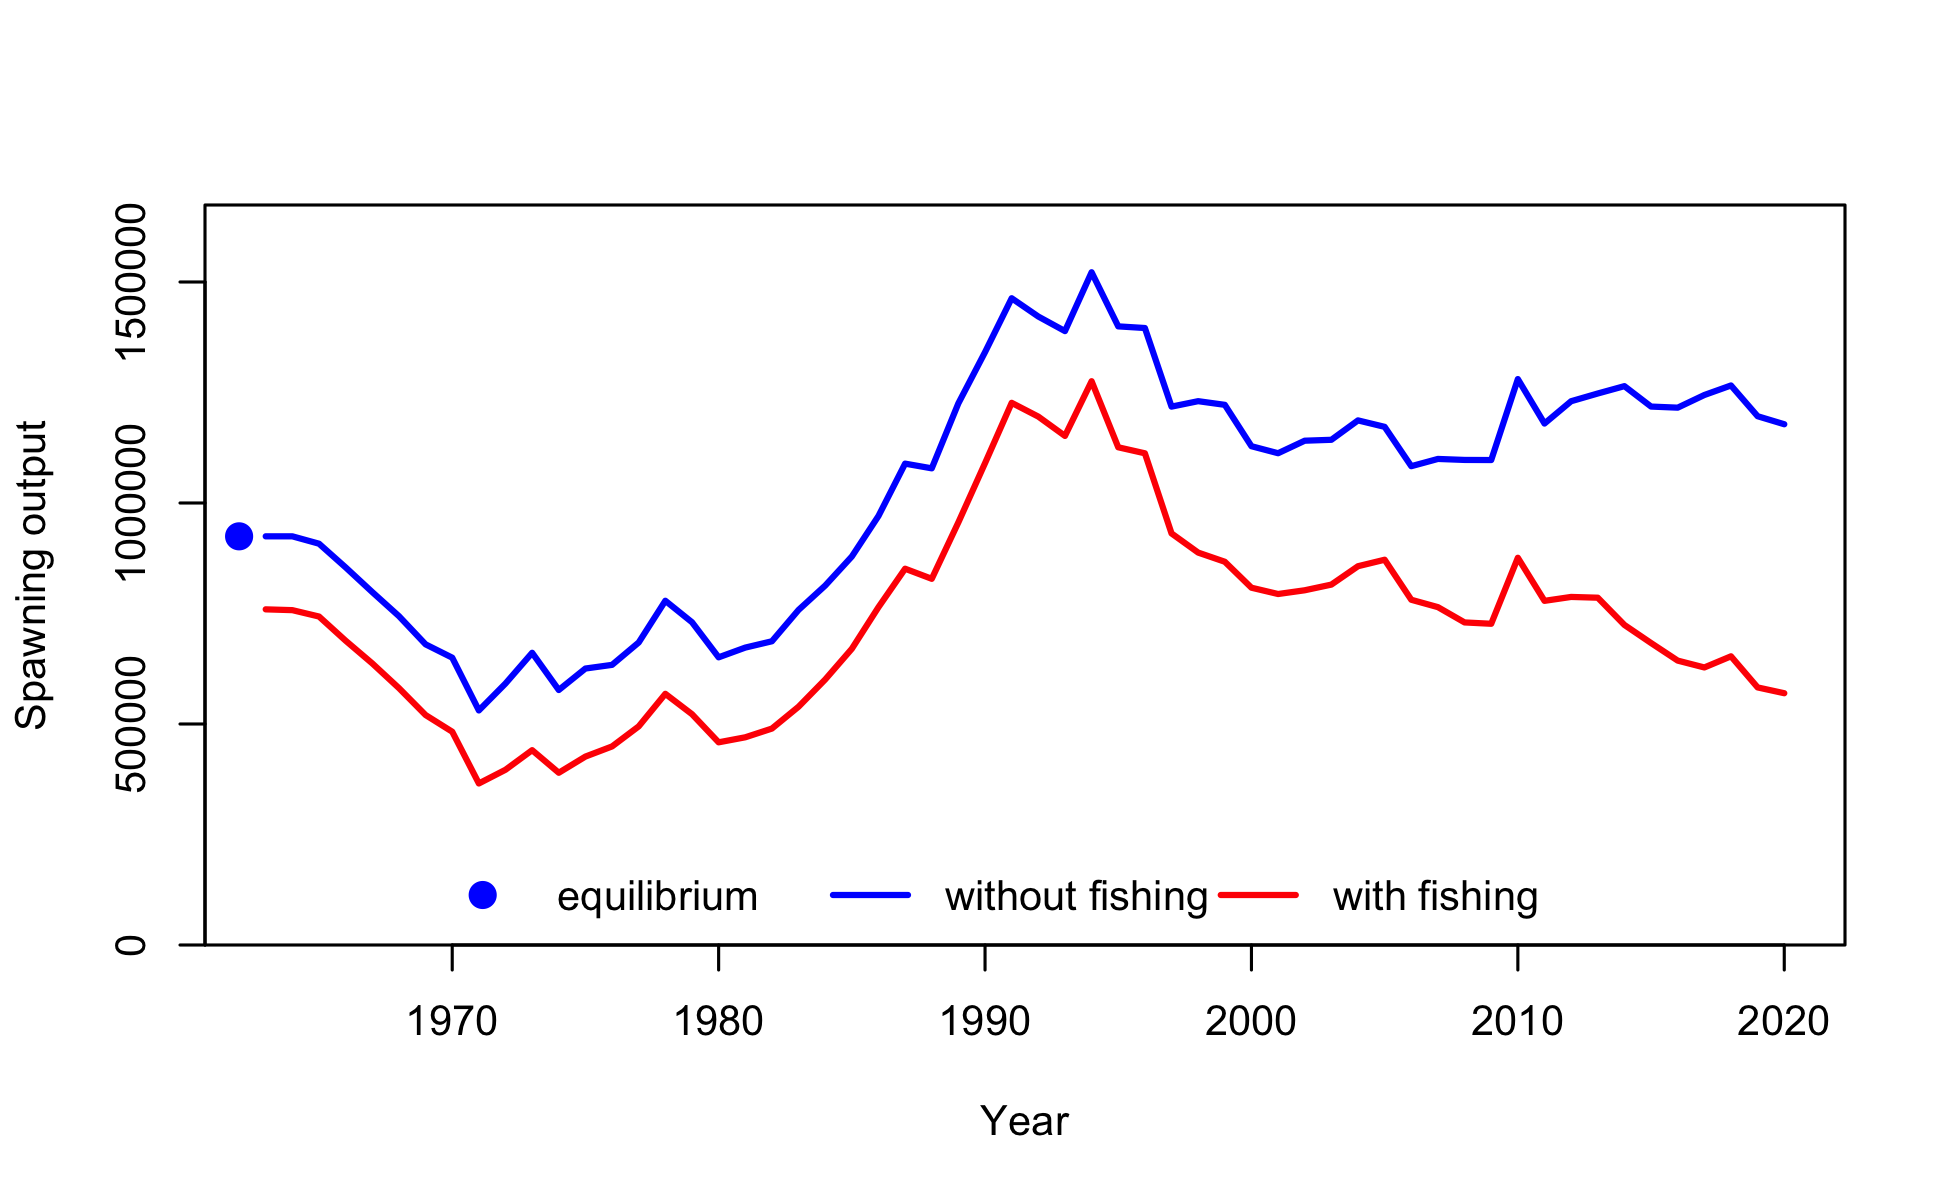 Spawning output
1500000
1000000
500000
0
equilibrium without fishing with fishing
1970 1980 1990 2000 2010 2020
Year